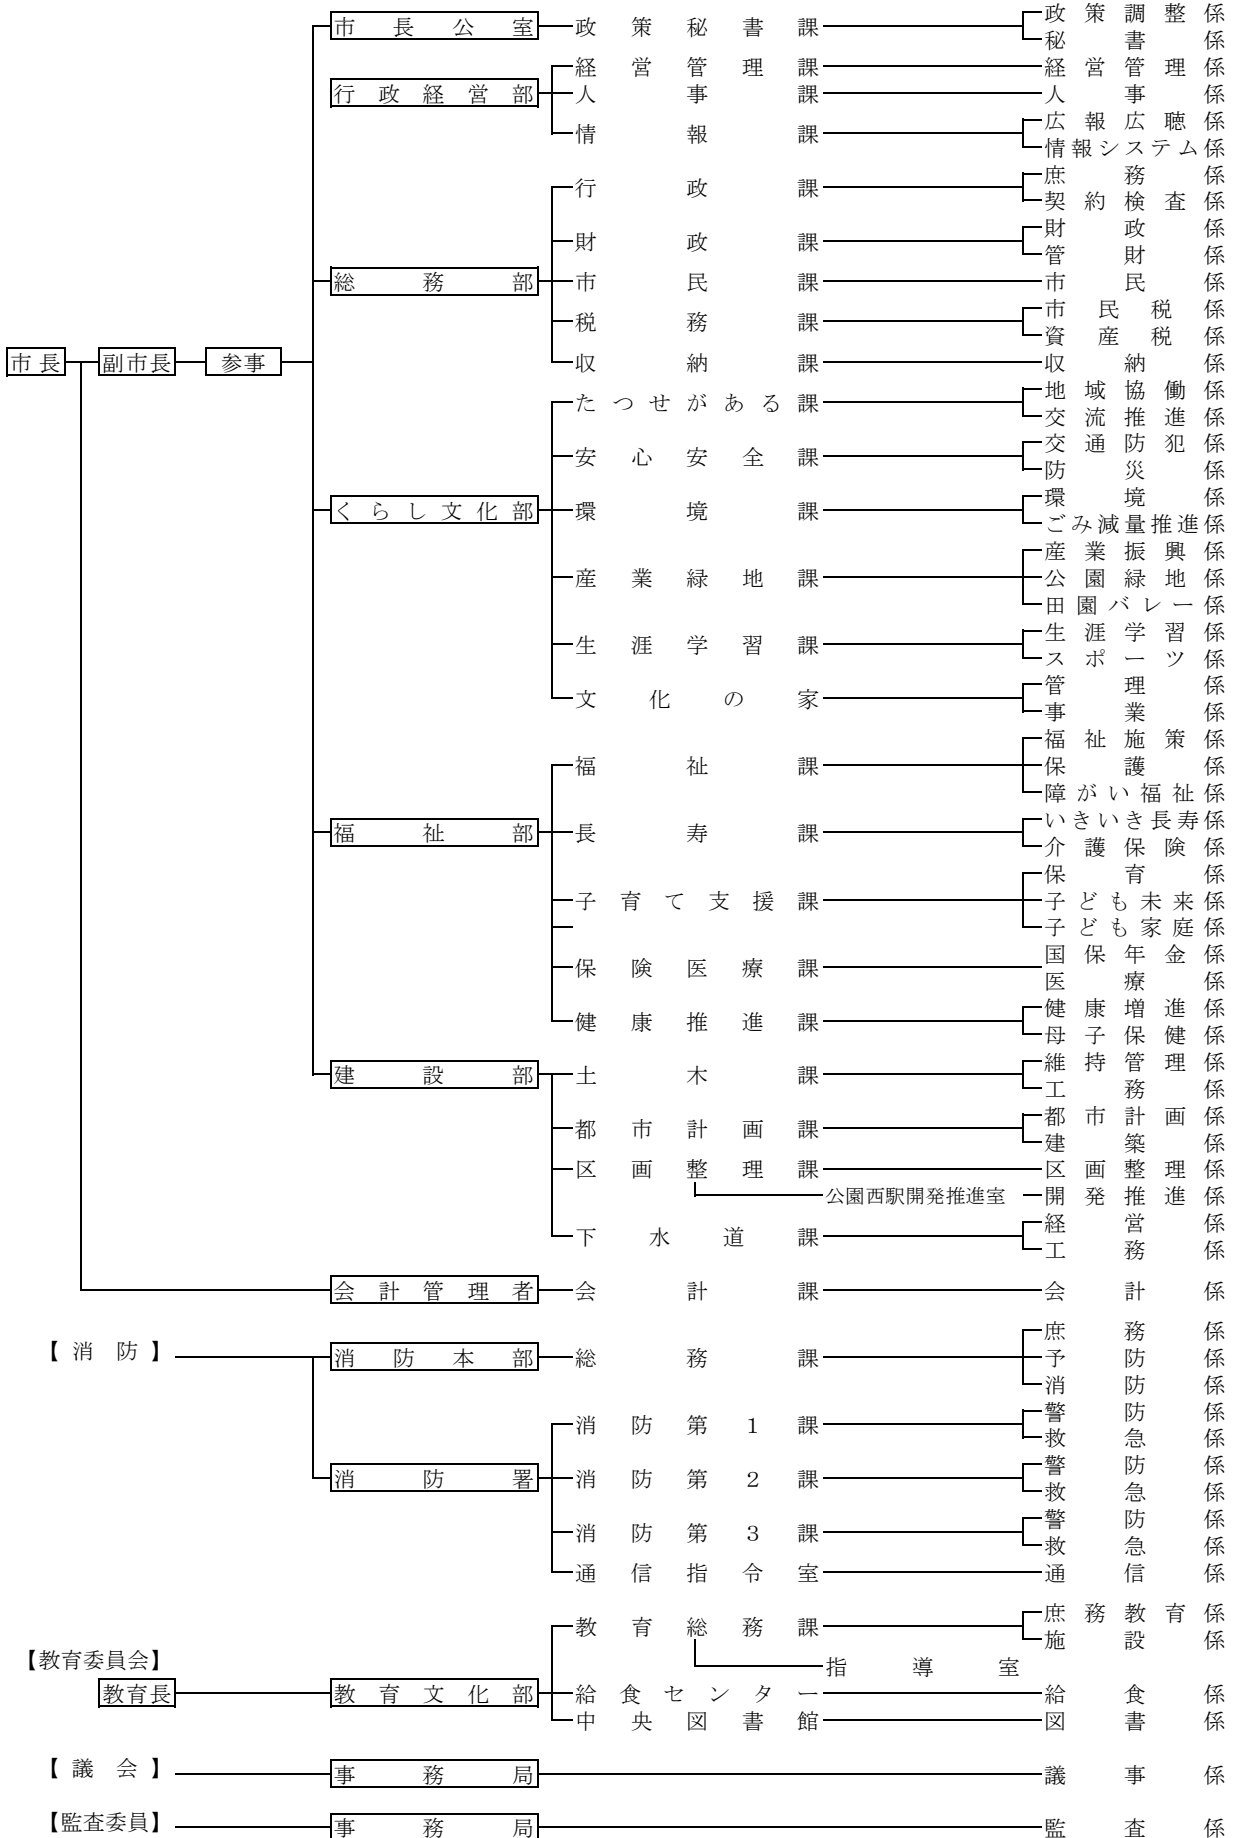 市長公室 政策秘書課 政策調整係
秘書係
経営管理課 経営管理係
行政経営部 人事課 人事係
情報課 広報広聴係
情報システム係
行政課 庶務係
契約検査係
財政課 財政係
管財係
総務部 市民課 市民係
税務課 市民税係
資産税係
市長 副市長 参事 収納課 収納係
たつせがある課 地域協働係
交流推進係
安心安全課 交通防犯係
防災係
くらし文化部 環境課 環境係
ごみ減量推進係
産業緑地課 産業振興係
公園緑地係
田園バレー係
生涯学習課 生涯学習係
スポーツ係
文化の家 管理係
事業係
福祉課 福祉施策係
保護係
障がい福祉係
福祉部 長寿課 いきいき長寿係
介護保険係
子育て支援課 保育係
子ども未来係
子ども家庭係
保険医療課 国保年金係
医療係
健康推進課 健康増進係
母子保健係
建設部 土木課 維持管理係
工務係
都市計画課 都市計画係
建築係
区画整理課 区画整理係
公園西駅開発推進室 開発推進係
下水道課 経営係
工務係
会計管理者 会計課 会計係
【消防】 消防本部 総務課 庶務係
予防係
消防係
消防第1課 警防係
救急係
消防署 消防第2課 警防係
救急係
消防第3課 警防係
救急係
通信指令室 通信係
教育総務課 庶務教育係
施設係
【教育委員会】 指導室
教育長 教育文化部 給食センター 給食係
中央図書館 図書係
【議会】 事務局 議事係
【監査委員】 事務局 監査係